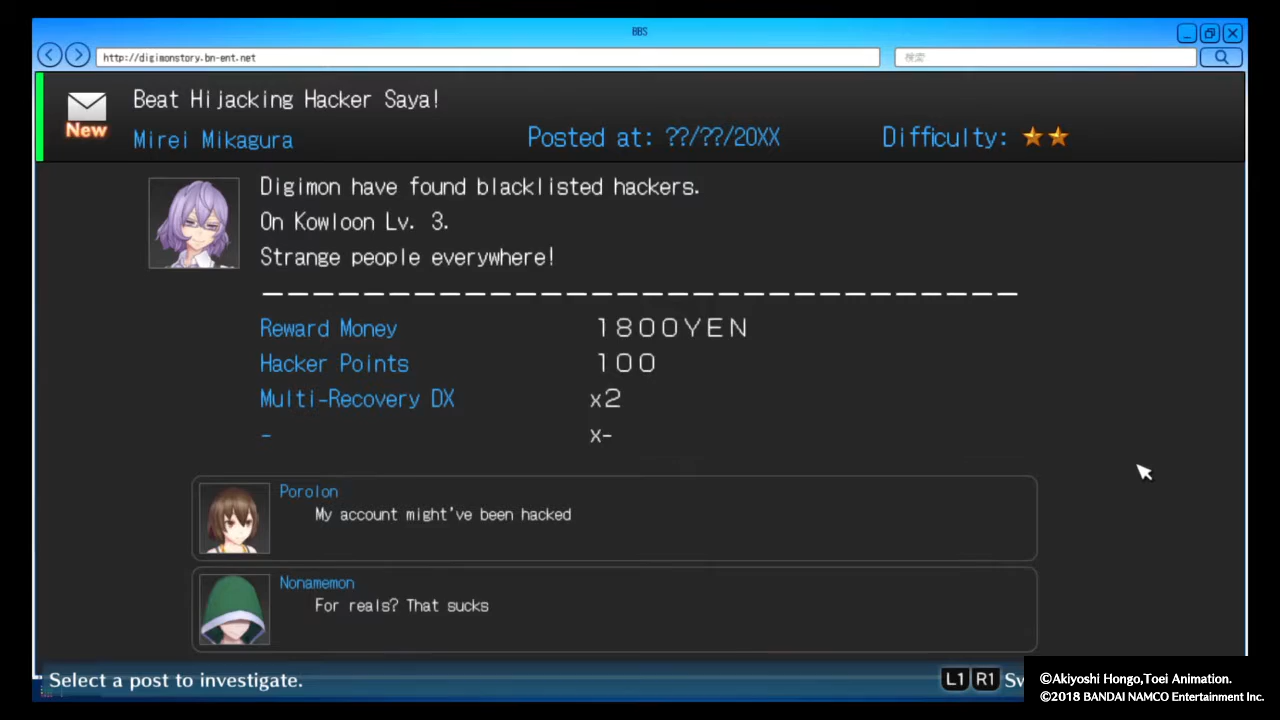 BBS
http://digimonstory.bn-ent.net
検索
Beat Hijacking Hacker Saya!
New
Mirei Mikagura
Posted at: ??/??/20XX
Difficulty:
Digimon have found blacklisted hackers.
On Kowloon Lv. 3.
Strange people everywhere!
Reward Money 1800YEN
Hacker Points 100
Multi-Recovery DX x2
- x-
Porolon
My account might've been hacked
Nonamemon
For reals? That sucks
Select a post to investigate.
L1 R1
©Akiyoshi Hongo,Toei Animation.
©2018 BANDAI NAMCO Entertainment Inc.